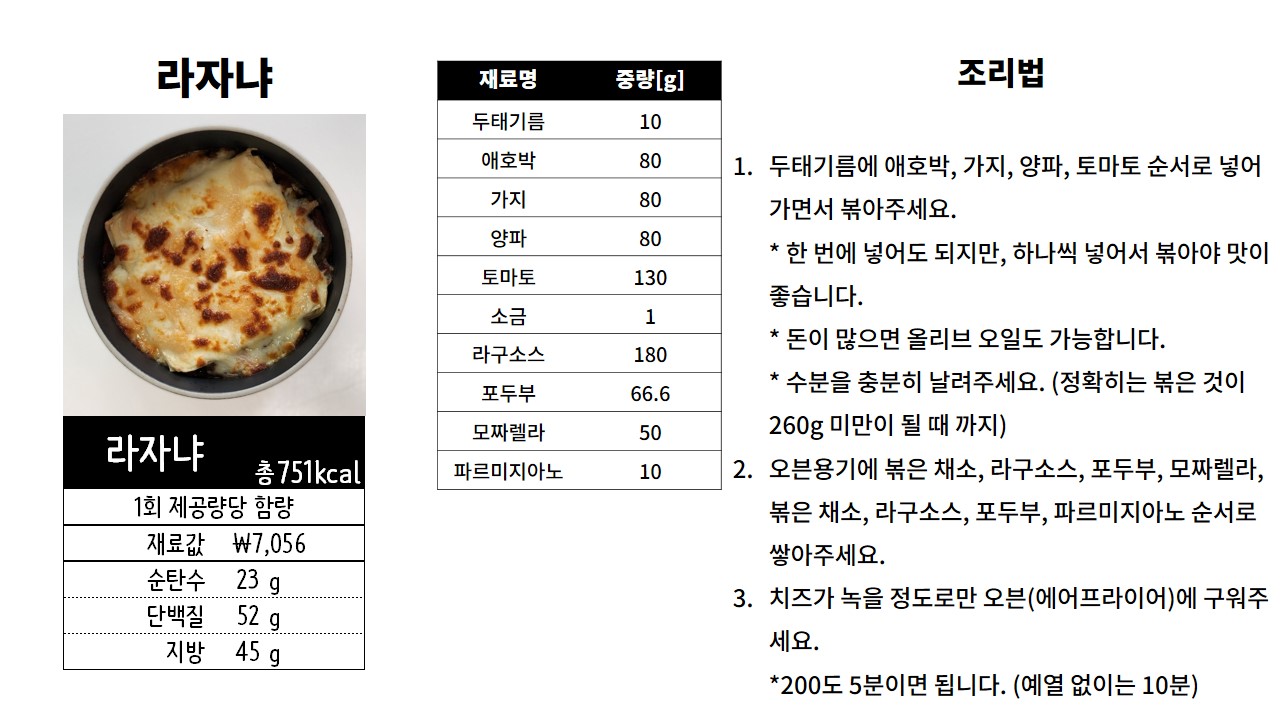 라자냐
라자냐
총751kcal
1회 제공량당 함량
재료값 ₩7,056
순탄수 23 g
단백질 52 g
지방 45 g
재료명 중량[g]
두태기름 10
애호박 80
가지 80
양파 80
토마토 130
소금 1
라구소스 180
포두부 66.6
모짜렐라 50
파르미지아노 10
조리법
1. 두태기름에 애호박, 가지, 양파, 토마토 순서로 넣어
가면서 볶아주세요.
* 한 번에 넣어도 되지만, 하나씩 넣어서 볶아야 맛이
좋습니다.
* 돈이 많으면 올리브 오일도 가능합니다.
* 수분을 충분히 날려주세요. (정확히는 볶은 것이
260g 미만이 될 때 까지)
2. 오븐용기에 볶은 채소, 라구소스, 포두부, 모짜렐라,
볶은 채소, 라구소스, 포두부, 파르미지아노 순서로
쌓아주세요.
3. 치즈가 녹을 정도로만 오븐(에어프라이어)에 구워주
세요.
*200도 5분이면 됩니다. (예열 없이는 10분)